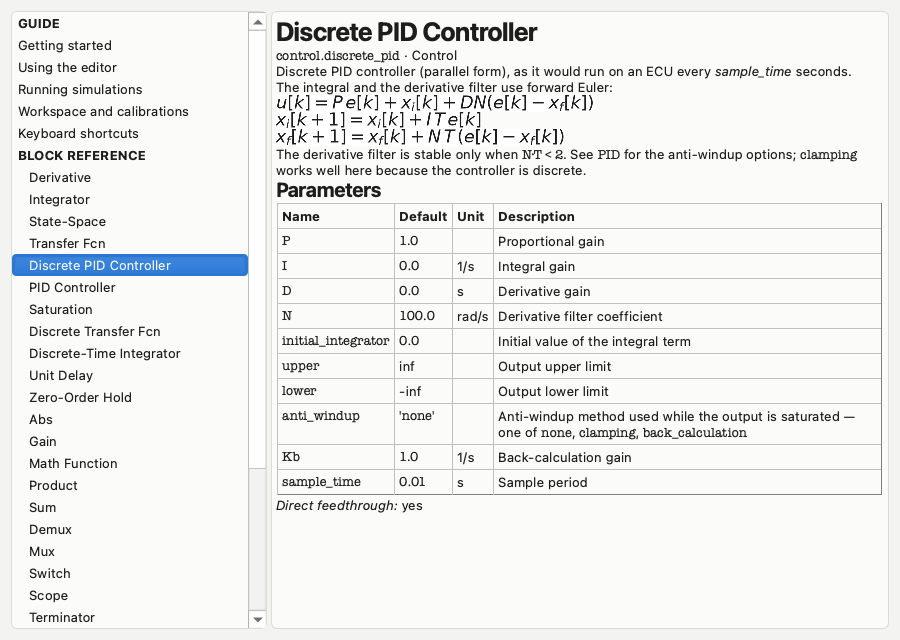 GUIDE
Getting started
Using the editor
Running simulations
Workspace and calibrations
Keyboard shortcuts
BLOCK REFERENCE
Derivative
Integrator
State-Space
Transfer Fcn
Discrete PID Controller
PID Controller
Saturation
Discrete Transfer Fcn
Discrete-Time Integrator
Unit Delay
Zero-Order Hold
Abs
Gain
Math Function
Product
Sum
Demux
Mux
Switch
Scope
Terminator
Discrete PID Controller
control.discrete_pid · Control
Discrete PID controller (parallel form), as it would run on an ECU every sample_time seconds.
The integral and the derivative filter use forward Euler:
u[k] = Pe[k] + xᵢ[k] + DN(e[k] − x_f[k])
xᵢ[k + 1] = xᵢ[k] + ITe[k]
x_f[k + 1] = x_f[k] + NT(e[k] − x_f[k])
The derivative filter is stable only when N·T < 2. See PID for the anti-windup options; clamping
works well here because the controller is discrete.
Parameters
Name Default Unit Description
P 1.0 Proportional gain
I 0.0 1/s Integral gain
D 0.0 s Derivative gain
N 100.0 rad/s Derivative filter coefficient
initial_integrator 0.0 Initial value of the integral term
upper inf Output upper limit
lower -inf Output lower limit
anti_windup 'none' Anti-windup method used while the output is saturated —
one of none, clamping, back_calculation
Kb 1.0 1/s Back-calculation gain
sample_time 0.01 s Sample period
Direct feedthrough: yes